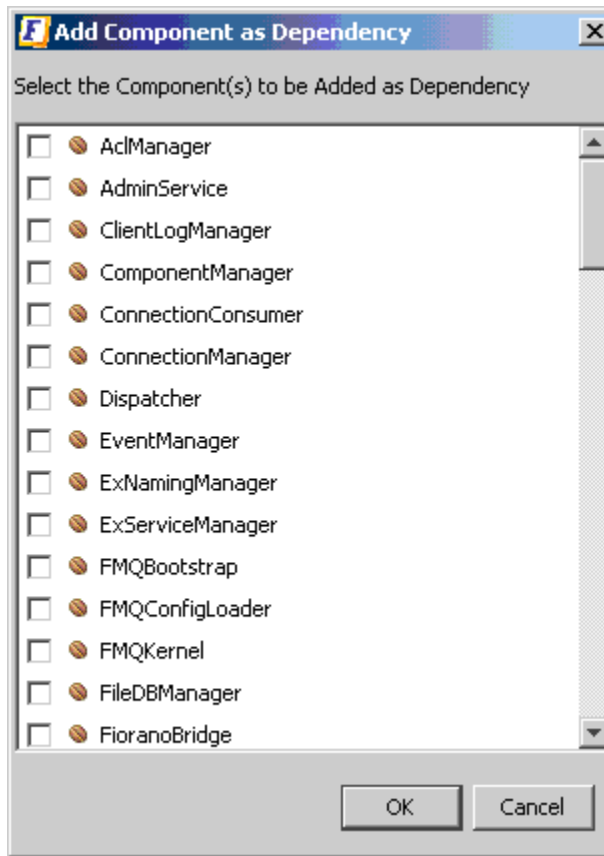 Add Component as Dependency
Select the Component(s) to be Added as Dependency
AclManager
AdminService
ClientLogManager
ComponentManager
ConnectionConsumer
ConnectionManager
Dispatcher
EventManager
ExNamingManager
ExServiceManager
FMQBootstrap
FMQConfigLoader
FMQKernel
FileDBManager
FioranoBridge
OK Cancel